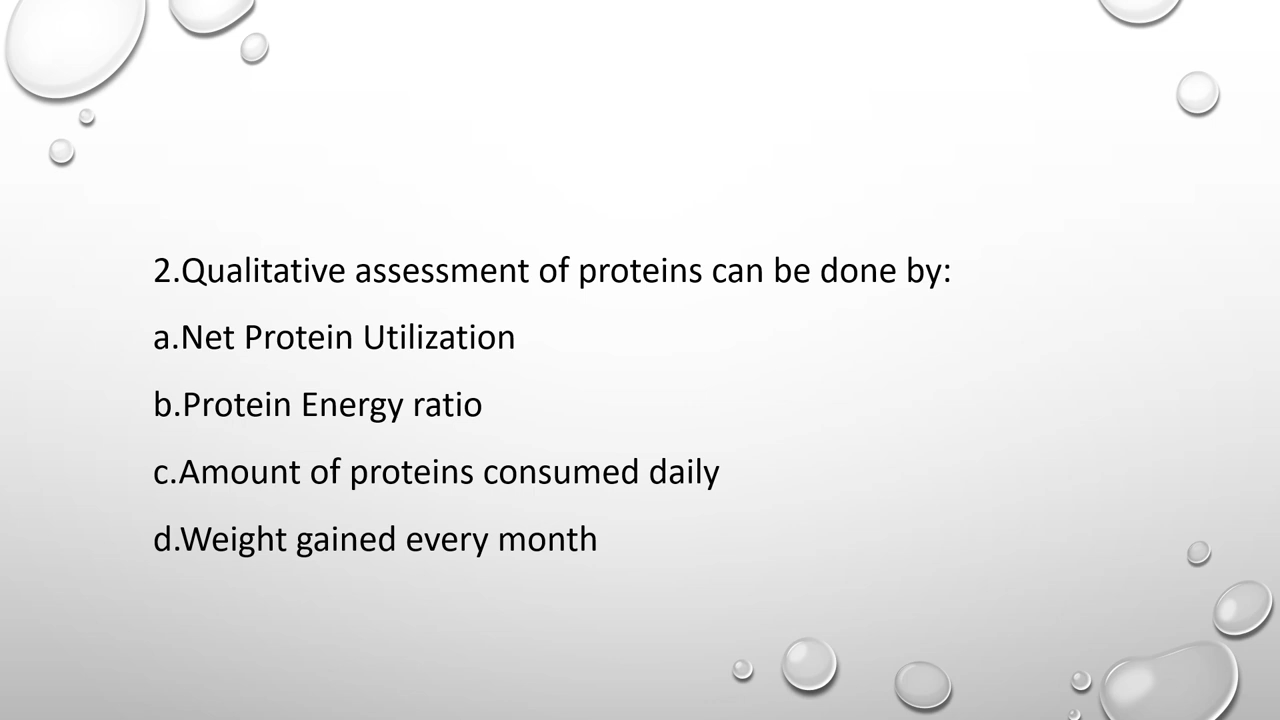 2.Qualitative assessment of proteins can be done by:
a.Net Protein Utilization
b.Protein Energy ratio
c.Amount of proteins consumed daily
d.Weight gained every month